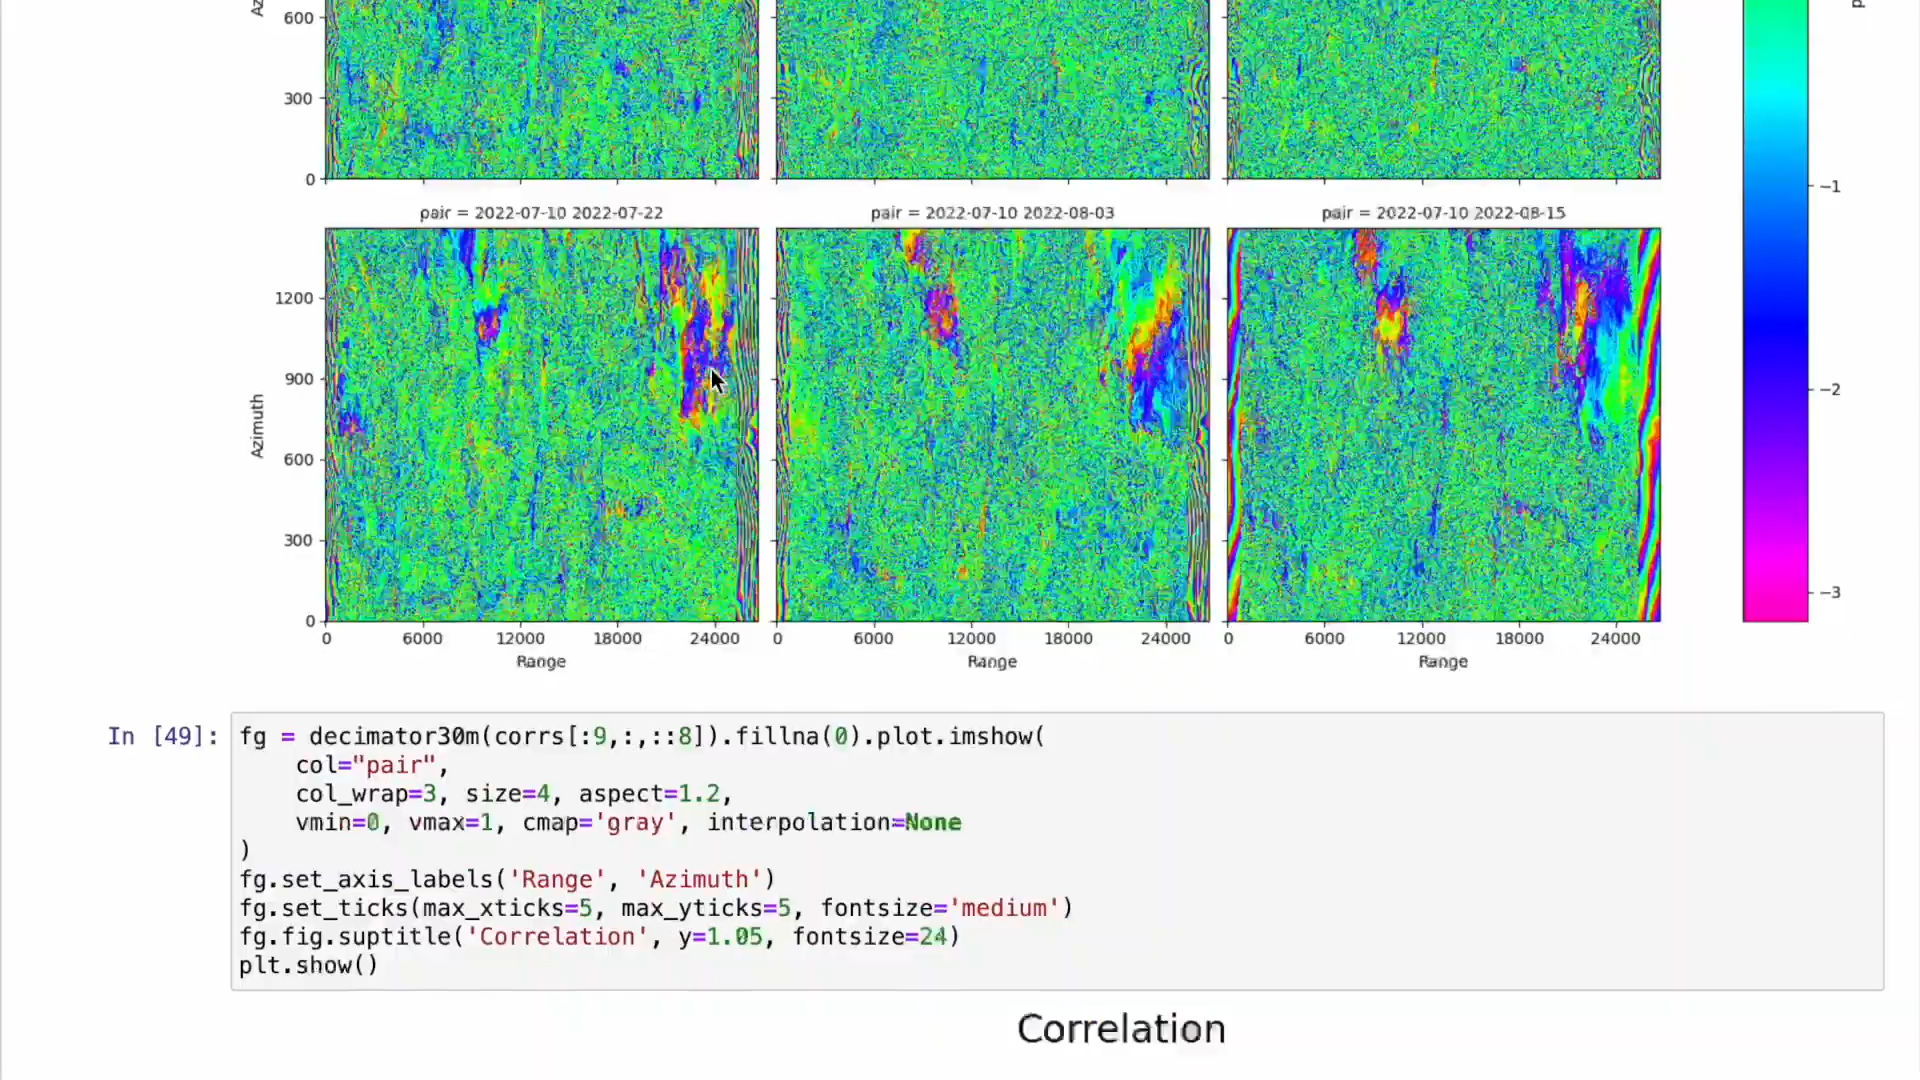 600
300
0
pair = 2022-07-10 2022-07-22
pair = 2022-07-10 2022-08-03
pair = 2022-07-10 2022-08-15
1200
900
600
300
0
Azimuth
0 6000 12000 18000 24000
0 6000 12000 18000 24000
0 6000 12000 18000 24000
Range
Range
Range
−1
−2
−3
In [49]:
fg = decimator30m(corrs[:9,:,::8]).fillna(0).plot.imshow(
    col="pair",
    col_wrap=3, size=4, aspect=1.2,
    vmin=0, vmax=1, cmap='gray', interpolation=None
)
fg.set_axis_labels('Range', 'Azimuth')
fg.set_ticks(max_xticks=5, max_yticks=5, fontsize='medium')
fg.fig.suptitle('Correlation', y=1.05, fontsize=24)
plt.show()
Correlation